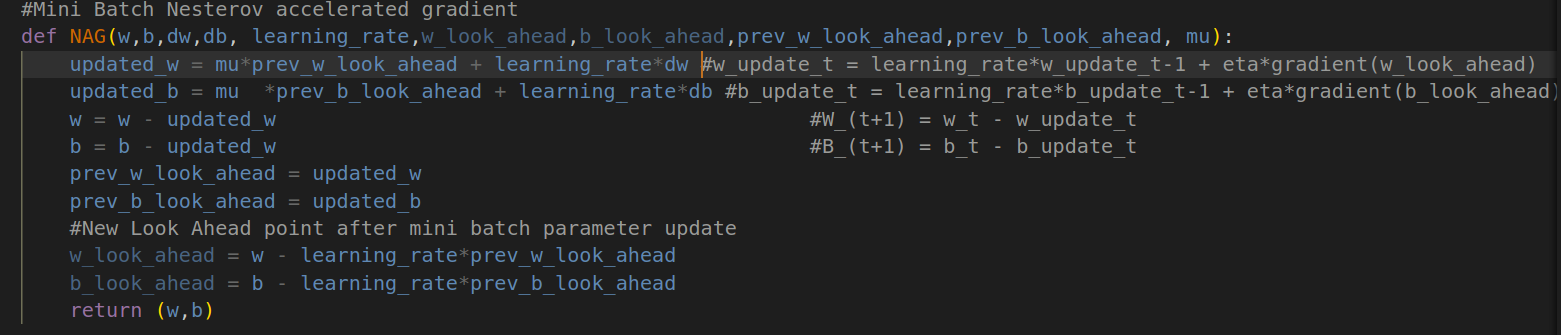 #Mini Batch Nesterov accelerated gradient
def NAG(w,b,dw,db, learning_rate,w_look_ahead,b_look_ahead,prev_w_look_ahead,prev_b_look_ahead, mu):
    updated_w = mu*prev_w_look_ahead + learning_rate*dw #w_update_t = learning_rate*w_update_t-1 + eta*gradient(w_look_ahead)
    updated_b = mu  *prev_b_look_ahead + learning_rate*db #b_update_t = learning_rate*b_update_t-1 + eta*gradient(b_look_ahead)
    w = w - updated_w                                            #W_(t+1) = w_t - w_update_t
    b = b - updated_w                                            #B_(t+1) = b_t - b_update_t
    prev_w_look_ahead = updated_w
    prev_b_look_ahead = updated_b
    #New Look Ahead point after mini batch parameter update
    w_look_ahead = w - learning_rate*prev_w_look_ahead
    b_look_ahead = b - learning_rate*prev_b_look_ahead
    return (w,b)